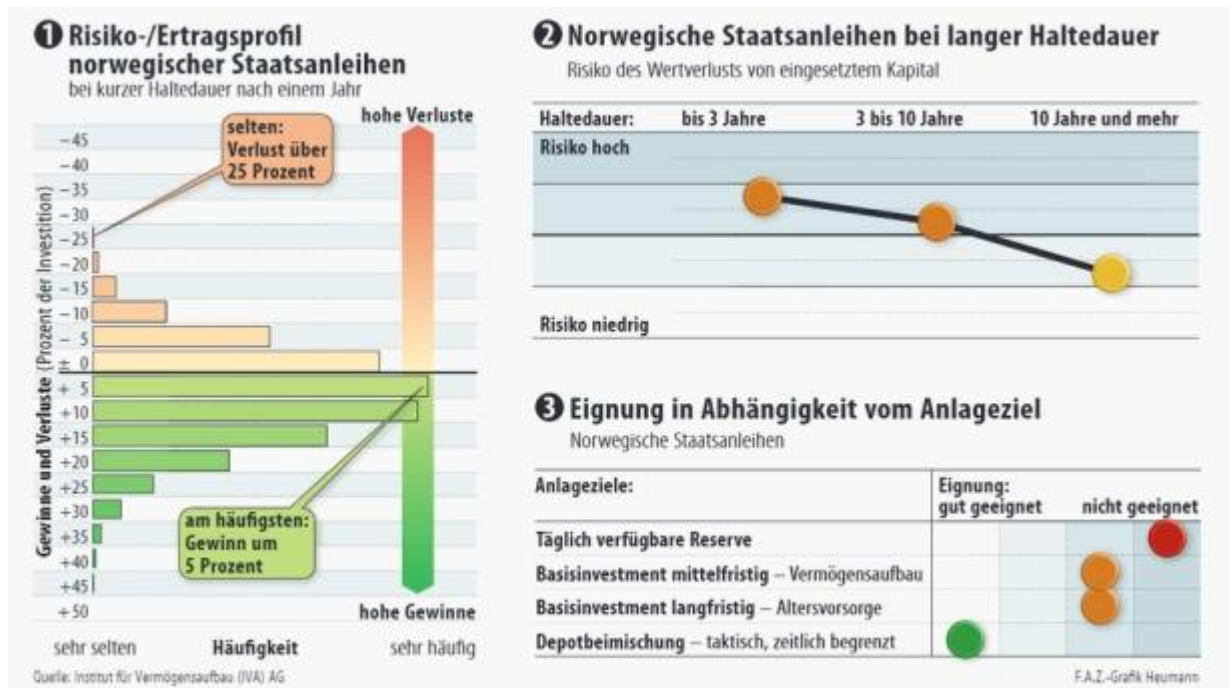 ❶ Risiko-/Ertragsprofil
norwegischer Staatsanleihen
bei kurzer Haltedauer nach einem Jahr
hohe Verluste
selten:
Verlust über
25 Prozent
– 45
– 40
– 35
– 30
– 25
– 20
– 15
– 10
– 5
± 0
+ 5
+10
+15
+20
+25
+30
+35
+40
+45
+50
Gewinne und Verluste (Prozent der Investition)
am häufigsten:
Gewinn um
5 Prozent
hohe Gewinne
sehr selten Häufigkeit sehr häufig
Quelle: Institut für Vermögensaufbau (IVA) AG
❷ Norwegische Staatsanleihen bei langer Haltedauer
Risiko des Wertverlusts von eingesetztem Kapital
Haltedauer: bis 3 Jahre 3 bis 10 Jahre 10 Jahre und mehr
Risiko hoch
Risiko niedrig
❸ Eignung in Abhängigkeit vom Anlageziel
Norwegische Staatsanleihen
Anlageziele: Eignung:
gut geeignet nicht geeignet
Täglich verfügbare Reserve
Basisinvestment mittelfristig – Vermögensaufbau
Basisinvestment langfristig – Altersvorsorge
Depotbeimischung – taktisch, zeitlich begrenzt
F.A.Z.-Grafik Heumann